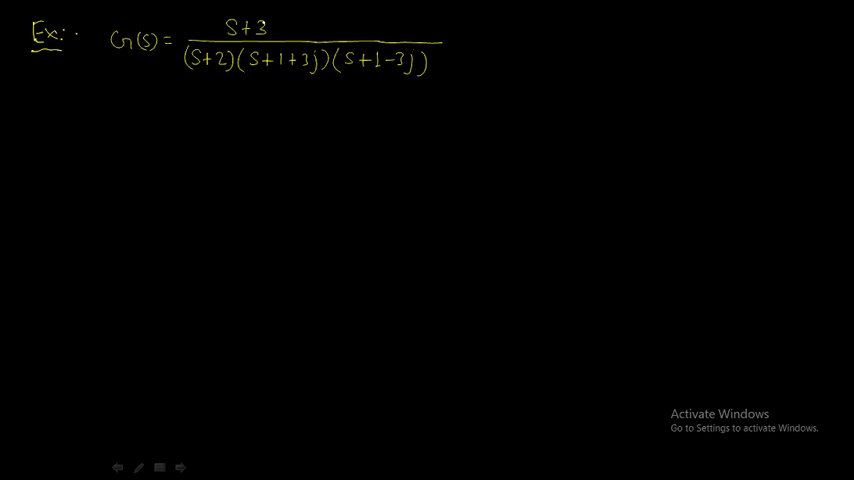 Ex:- G(s) = S+3
(S+2)(S+1+3j)(S+1-3j)
Activate Windows
Go to Settings to activate Windows.